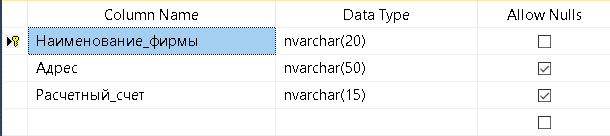 Column Name Data Type Allow Nulls
Наименование_фирмы nvarchar(20)
Адрес nvarchar(50)
Расчетный_счет nvarchar(15)